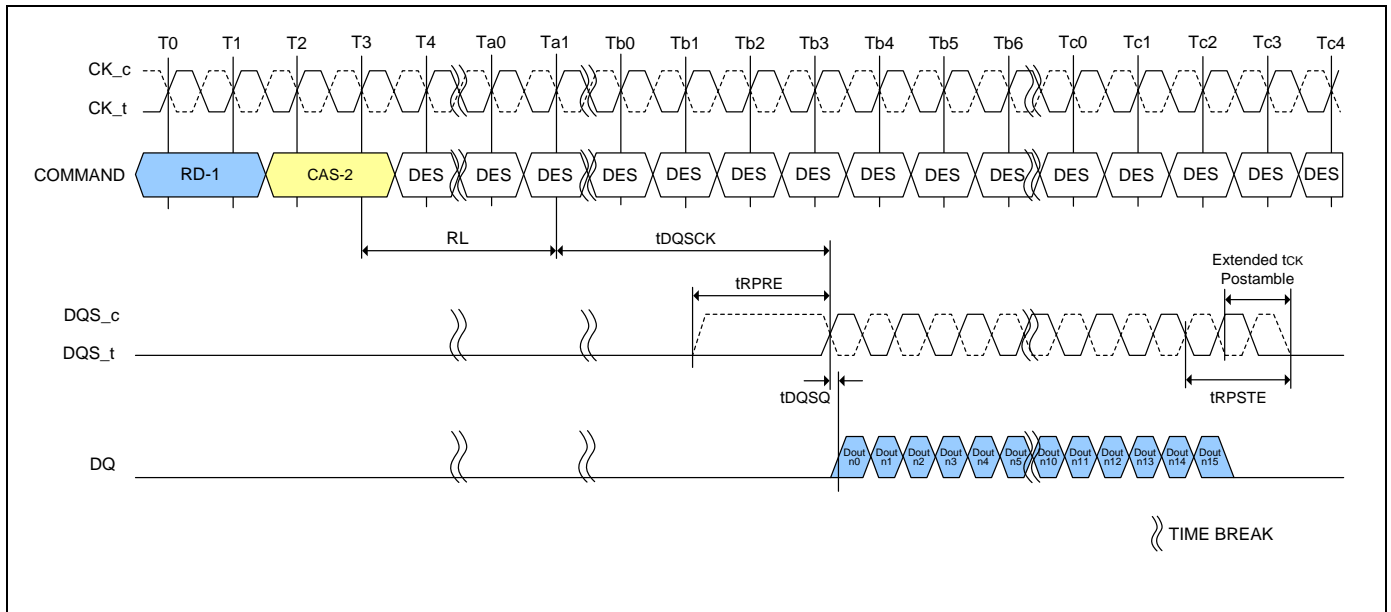 T0 T1 T2 T3 T4 Ta0 Ta1 Tb0 Tb1 Tb2 Tb3 Tb4 Tb5 Tb6 Tc0 Tc1 Tc2 Tc3 Tc4
CK_c
CK_t
COMMAND RD-1 CAS-2 DES DES DES DES DES DES DES DES DES DES DES DES DES DES DES
RL tDQSCK
Extended tCK
Postamble
tRPRE
DQS_c
DQS_t
tDQSQ tRPSTE
DQ
Dout Dout Dout Dout Dout Dout Dout Dout Dout Dout Dout Dout
n0 n1 n2 n3 n4 n5 n10 n11 n12 n13 n14 n15
TIME BREAK